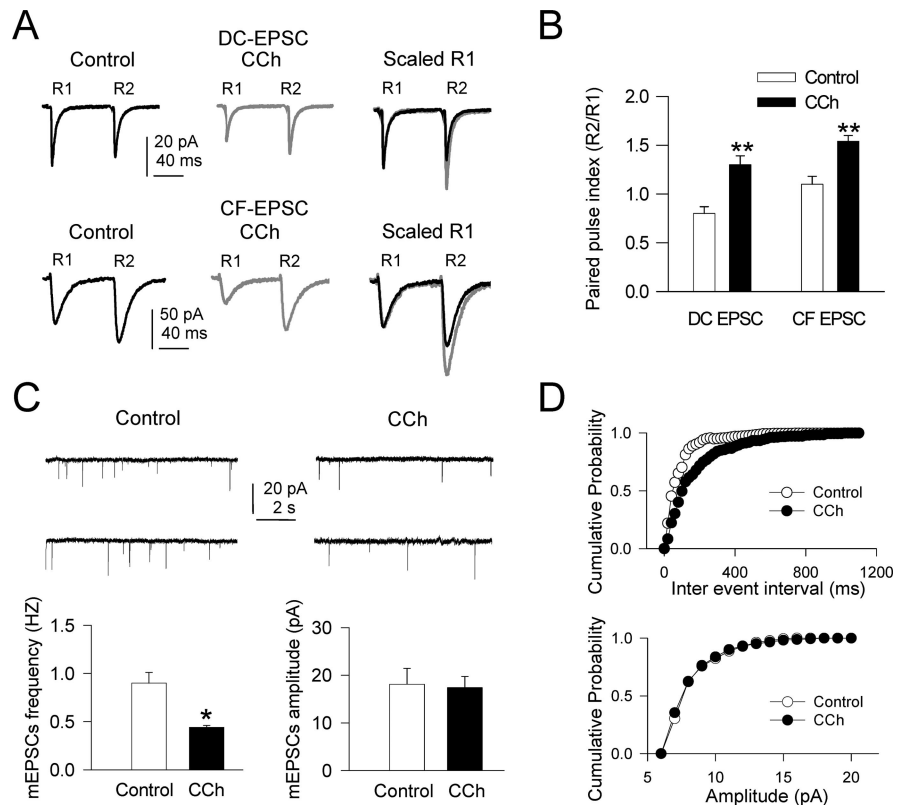 A
DC-EPSC
Control
CCh
Scaled R1
R1
R2
R1
R2
R1
R2
20 pA
40 ms
CF-EPSC
Control
CCh
Scaled R1
R1
R2
R1
R2
R1
R2
50 pA
40 ms
B
Control
CCh
Paired pulse index (R2/R1)
2.0
1.5
1.0
0.5
0.0
**
**
DC EPSC
CF EPSC
C
Control
CCh
20 pA
2 s
mEPSCs frequency (HZ)
1.5
1.0
0.5
0.0
*
Control
CCh
mEPSCs amplitude (pA)
30
20
10
0
Control
CCh
D
Cumulative Probability
1.0
0.5
0.0
Control
CCh
0
400
800
1200
Inter event interval (ms)
Cumulative Probability
1.0
0.5
0.0
Control
CCh
5
10
15
20
Amplitude (pA)